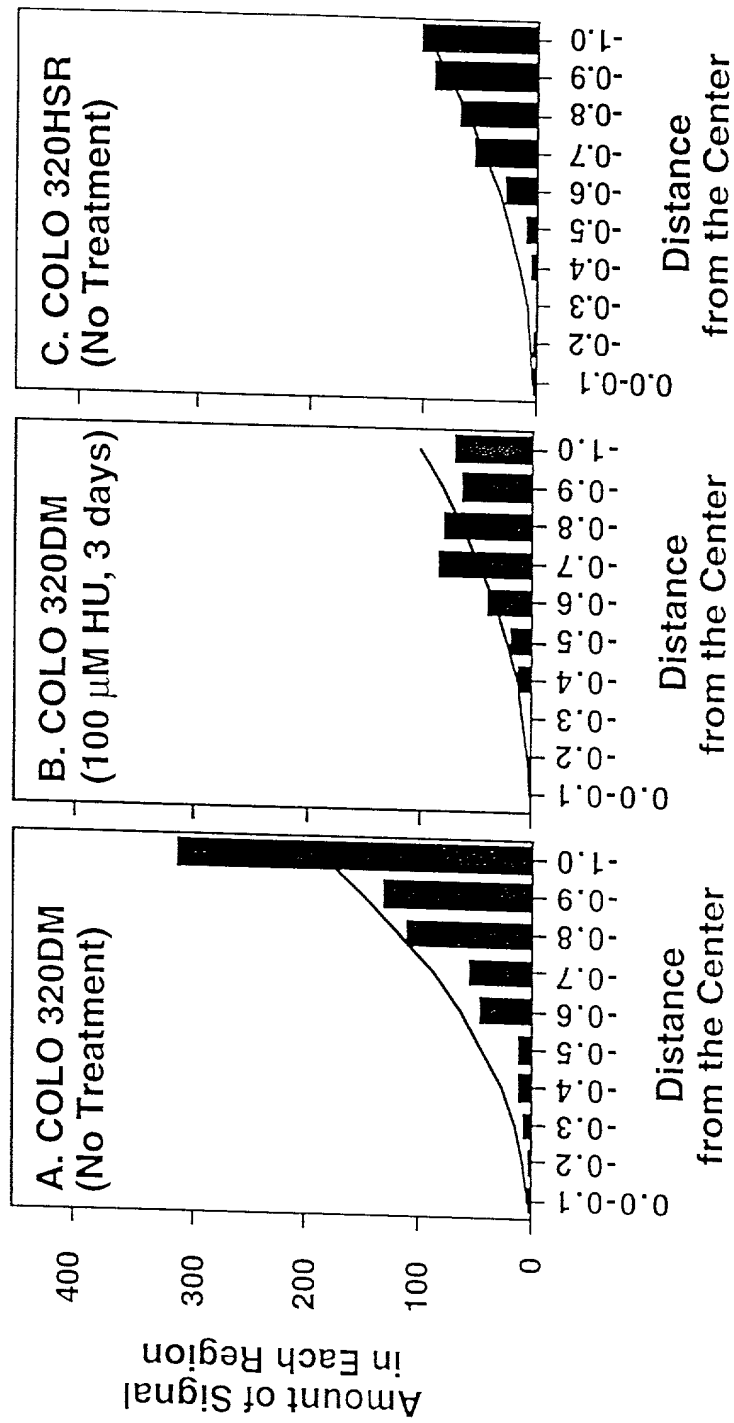 Amount of Signal
in Each Region
400
300
200
100
0
A. COLO 320DM
(No Treatment)
0.0-0.1
-0.2
-0.3
-0.4
-0.5
-0.6
-0.7
-0.8
-0.9
-1.0
Distance
from the Center
B. COLO 320DM
(100 µM HU, 3 days)
0.0-0.1
-0.2
-0.3
-0.4
-0.5
-0.6
-0.7
-0.8
-0.9
-1.0
Distance
from the Center
C. COLO 320HSR
(No Treatment)
0.0-0.1
-0.2
-0.3
-0.4
-0.5
-0.6
-0.7
-0.8
-0.9
-1.0
Distance
from the Center